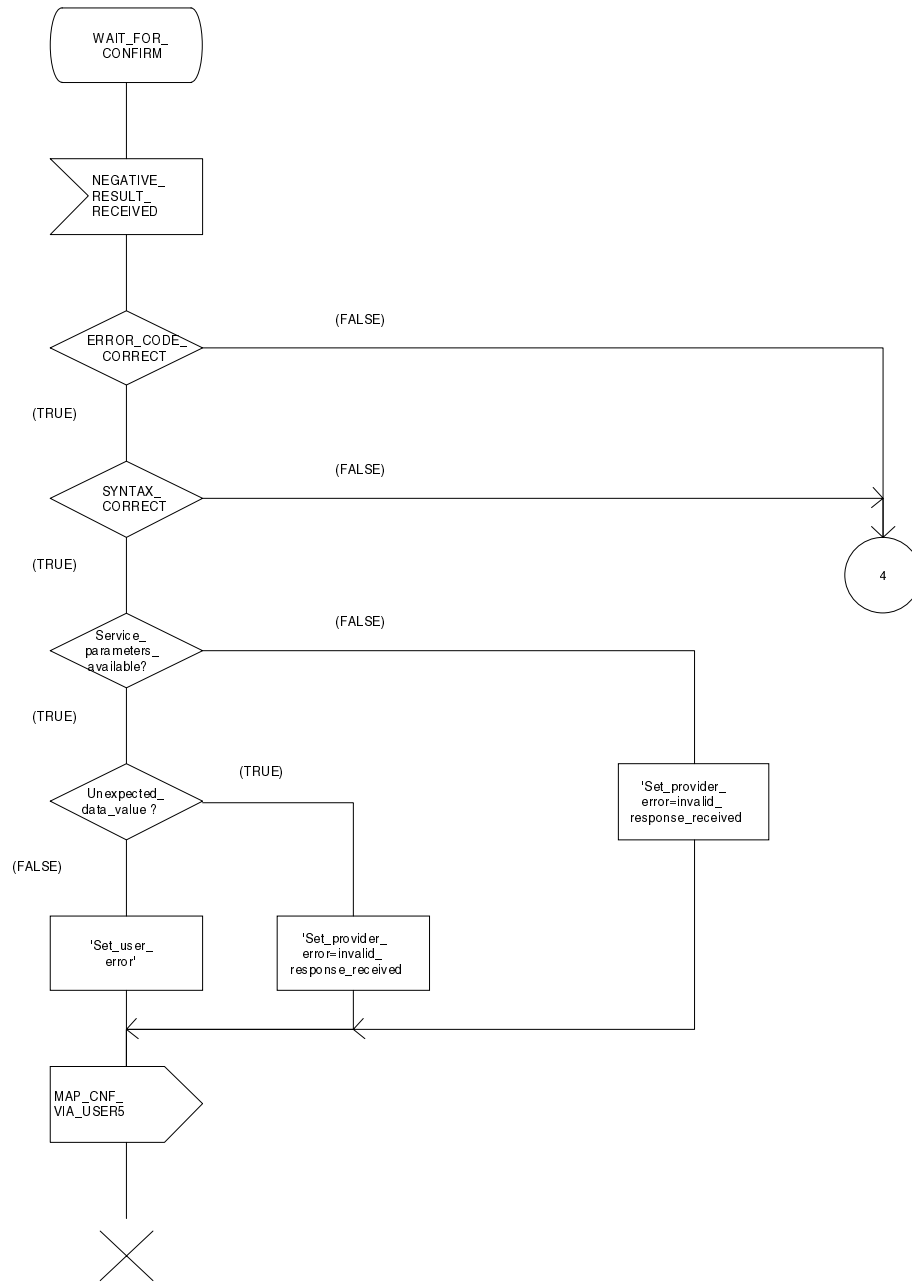 WAIT_FOR_
CONFIRM
NEGATIVE_
RESULT_
RECEIVED
(FALSE)
ERROR_CODE_
CORRECT
(TRUE)
(FALSE)
SYNTAX_
CORRECT
(TRUE)
4
(FALSE)
Service_
parameters_
available?
(TRUE)
(TRUE)
Unexpected_
data_value ?
'Set_provider_
error=invalid_
response_received
(FALSE)
'Set_user_
error'
'Set_provider_
error=invalid_
response_received
MAP_CNF_
VIA_USER5